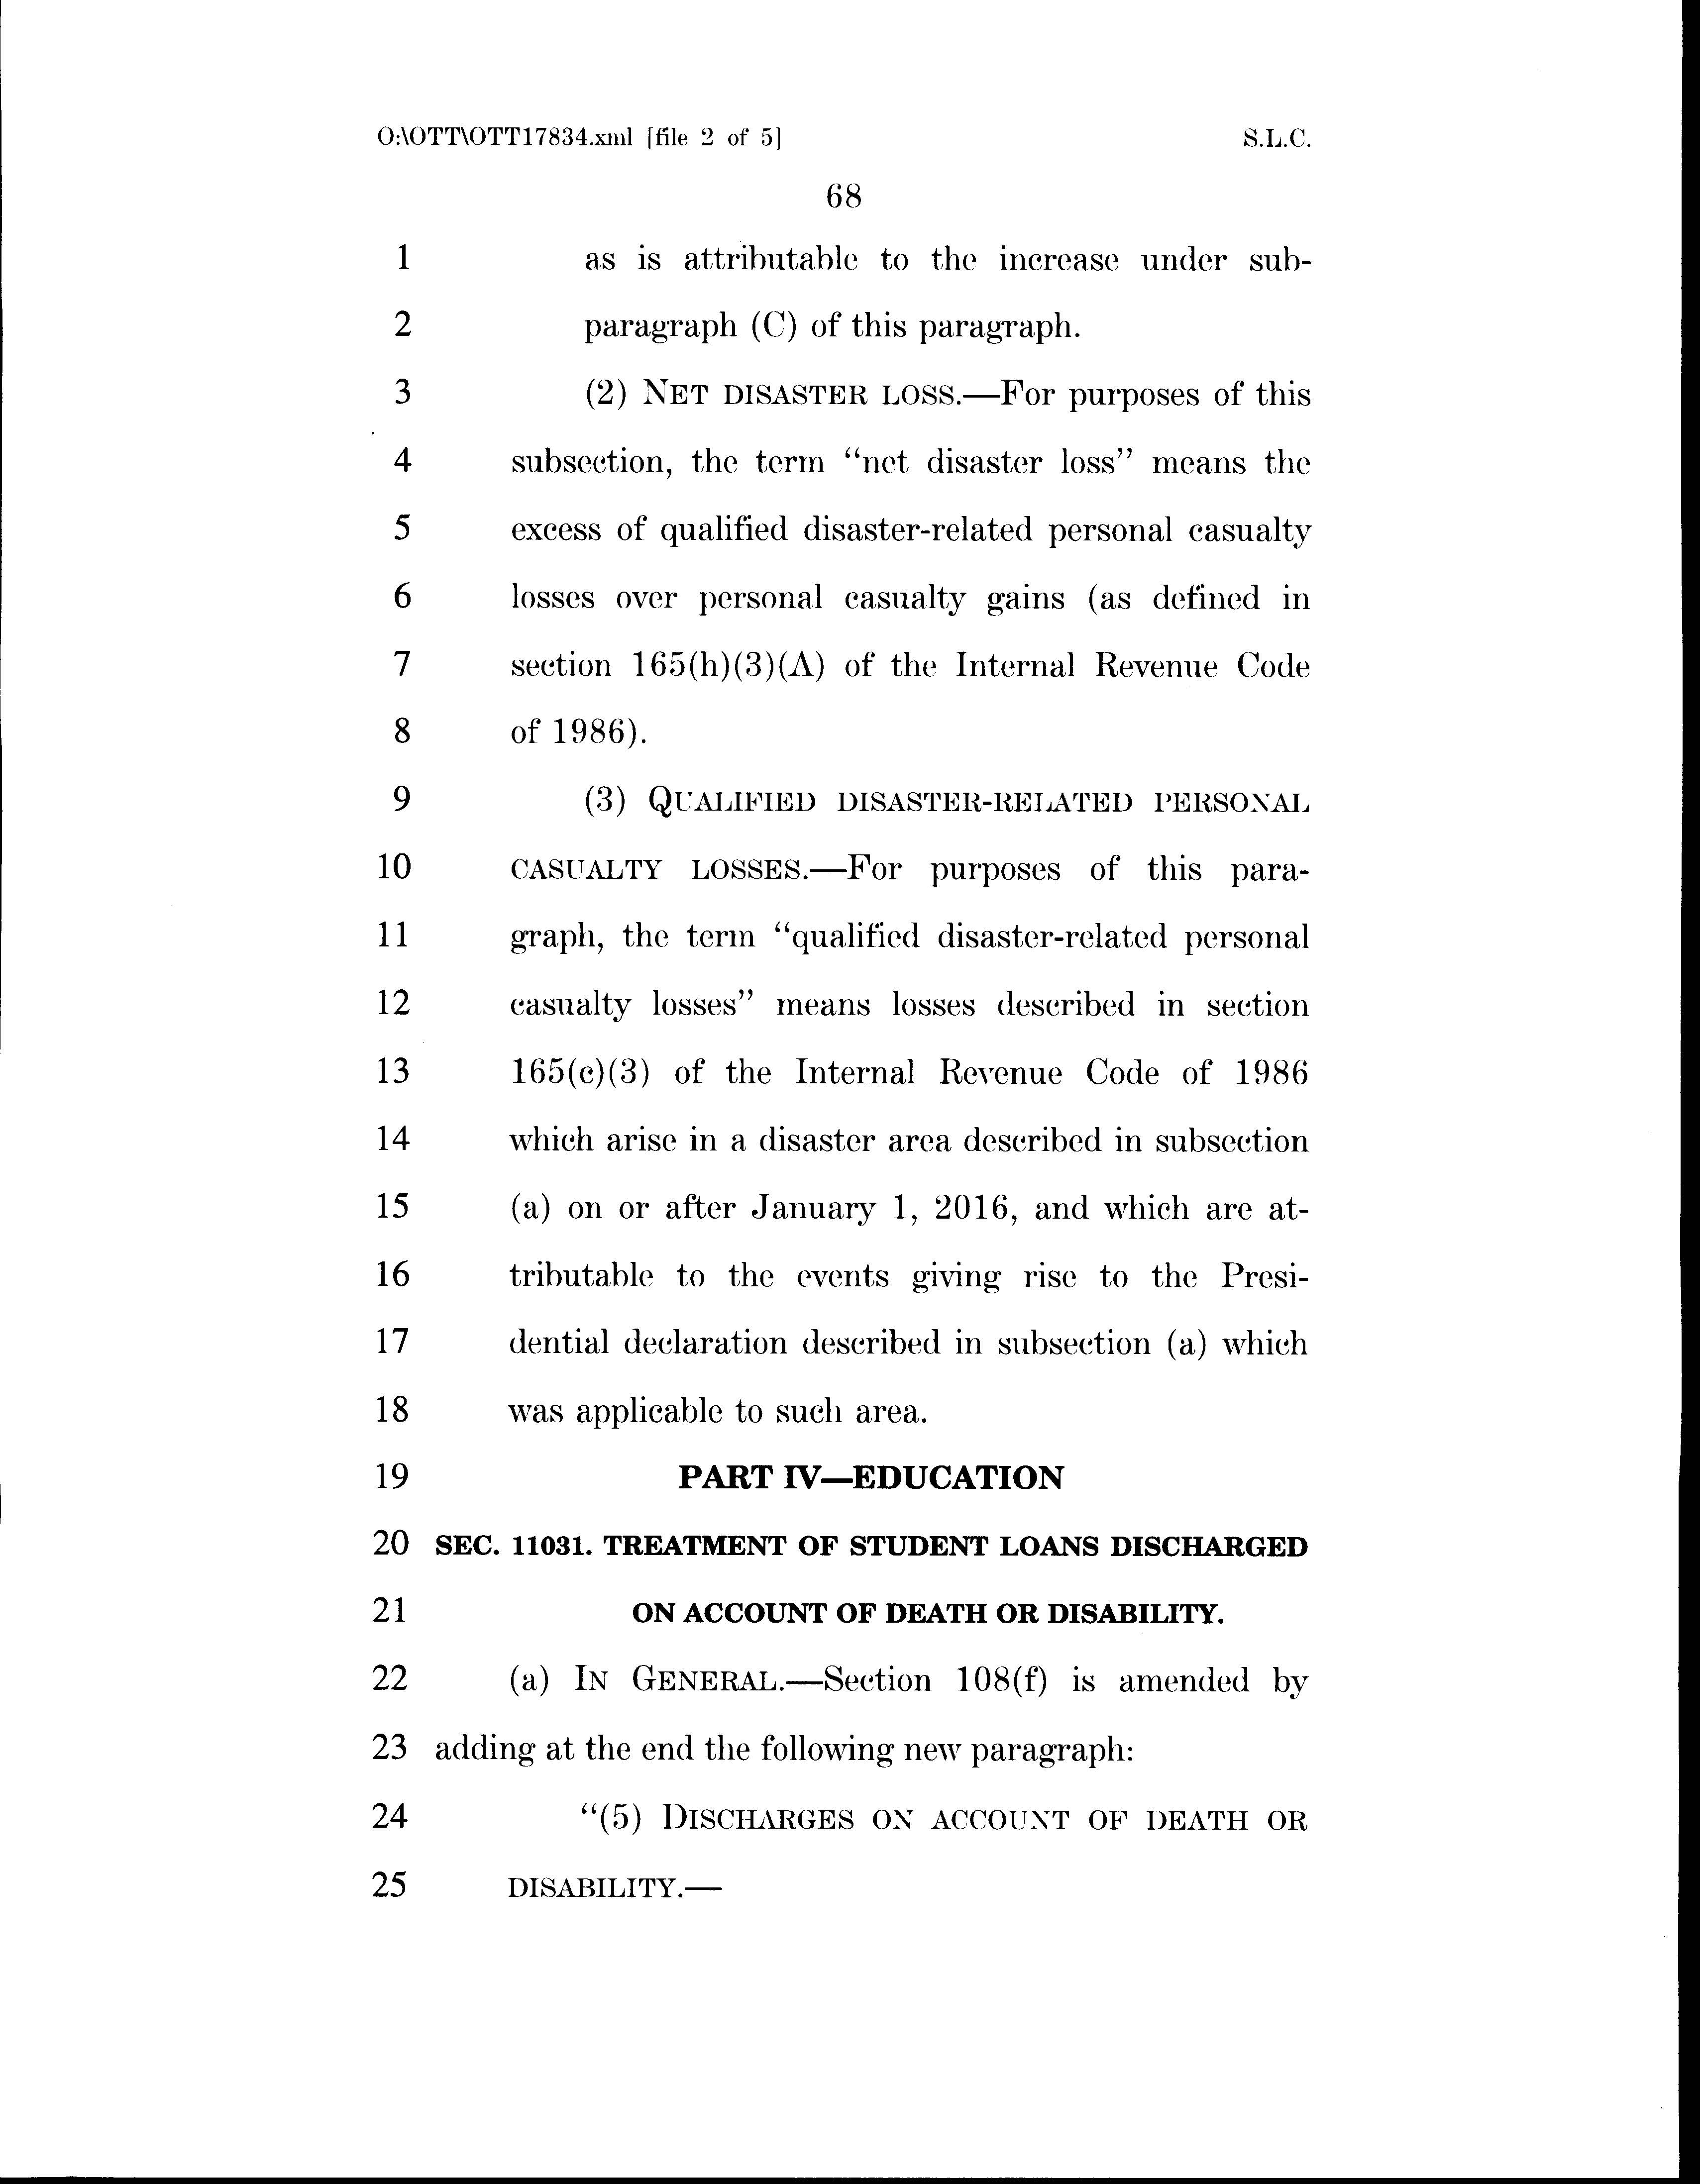 O:\OTT\OTT17834.xml [file 2 of 5] S.L.C.
68
1 as is attributable to the increase under sub-
2 paragraph (C) of this paragraph.
3 (2) NET DISASTER LOSS.—For purposes of this
4 subsection, the term “net disaster loss” means the
5 excess of qualified disaster-related personal casualty
6 losses over personal casualty gains (as defined in
7 section 165(h)(3)(A) of the Internal Revenue Code
8 of 1986).
9 (3) QUALIFIED DISASTER-RELATED PERSONAL
10 CASUALTY LOSSES.—For purposes of this para-
11 graph, the term “qualified disaster-related personal
12 casualty losses” means losses described in section
13 165(c)(3) of the Internal Revenue Code of 1986
14 which arise in a disaster area described in subsection
15 (a) on or after January 1, 2016, and which are at-
16 tributable to the events giving rise to the Presi-
17 dential declaration described in subsection (a) which
18 was applicable to such area.
19 PART IV—EDUCATION
20 SEC. 11031. TREATMENT OF STUDENT LOANS DISCHARGED
21 ON ACCOUNT OF DEATH OR DISABILITY.
22 (a) IN GENERAL.—Section 108(f) is amended by
23 adding at the end the following new paragraph:
24 “(5) DISCHARGES ON ACCOUNT OF DEATH OR
25 DISABILITY.—